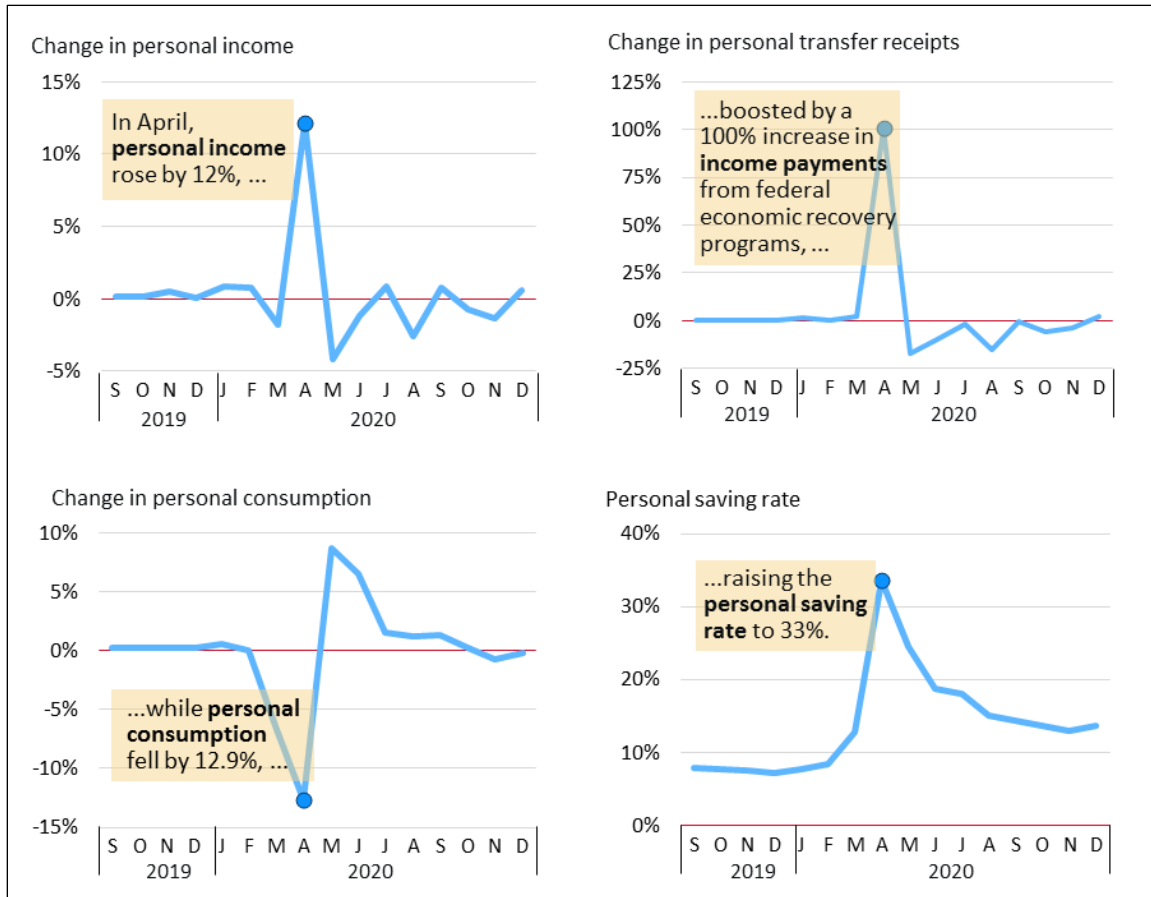 Change in personal income
15%
10%
5%
0%
-5%
In April,
personal income
rose by 12%, ...
S O N D J F M A M J J A S O N D
2019 2020
Change in personal transfer receipts
125%
100%
75%
50%
25%
0%
-25%
...boosted by a
100% increase in
income payments
from federal
economic recovery
programs, ...
S O N D J F M A M J J A S O N D
2019 2020
Change in personal consumption
10%
5%
0%
-5%
-10%
-15%
...while personal
consumption
fell by 12.9%, ...
S O N D J F M A M J J A S O N D
2019 2020
Personal saving rate
40%
30%
20%
10%
0%
...raising the
personal saving
rate to 33%.
S O N D J F M A M J J A S O N D
2019 2020